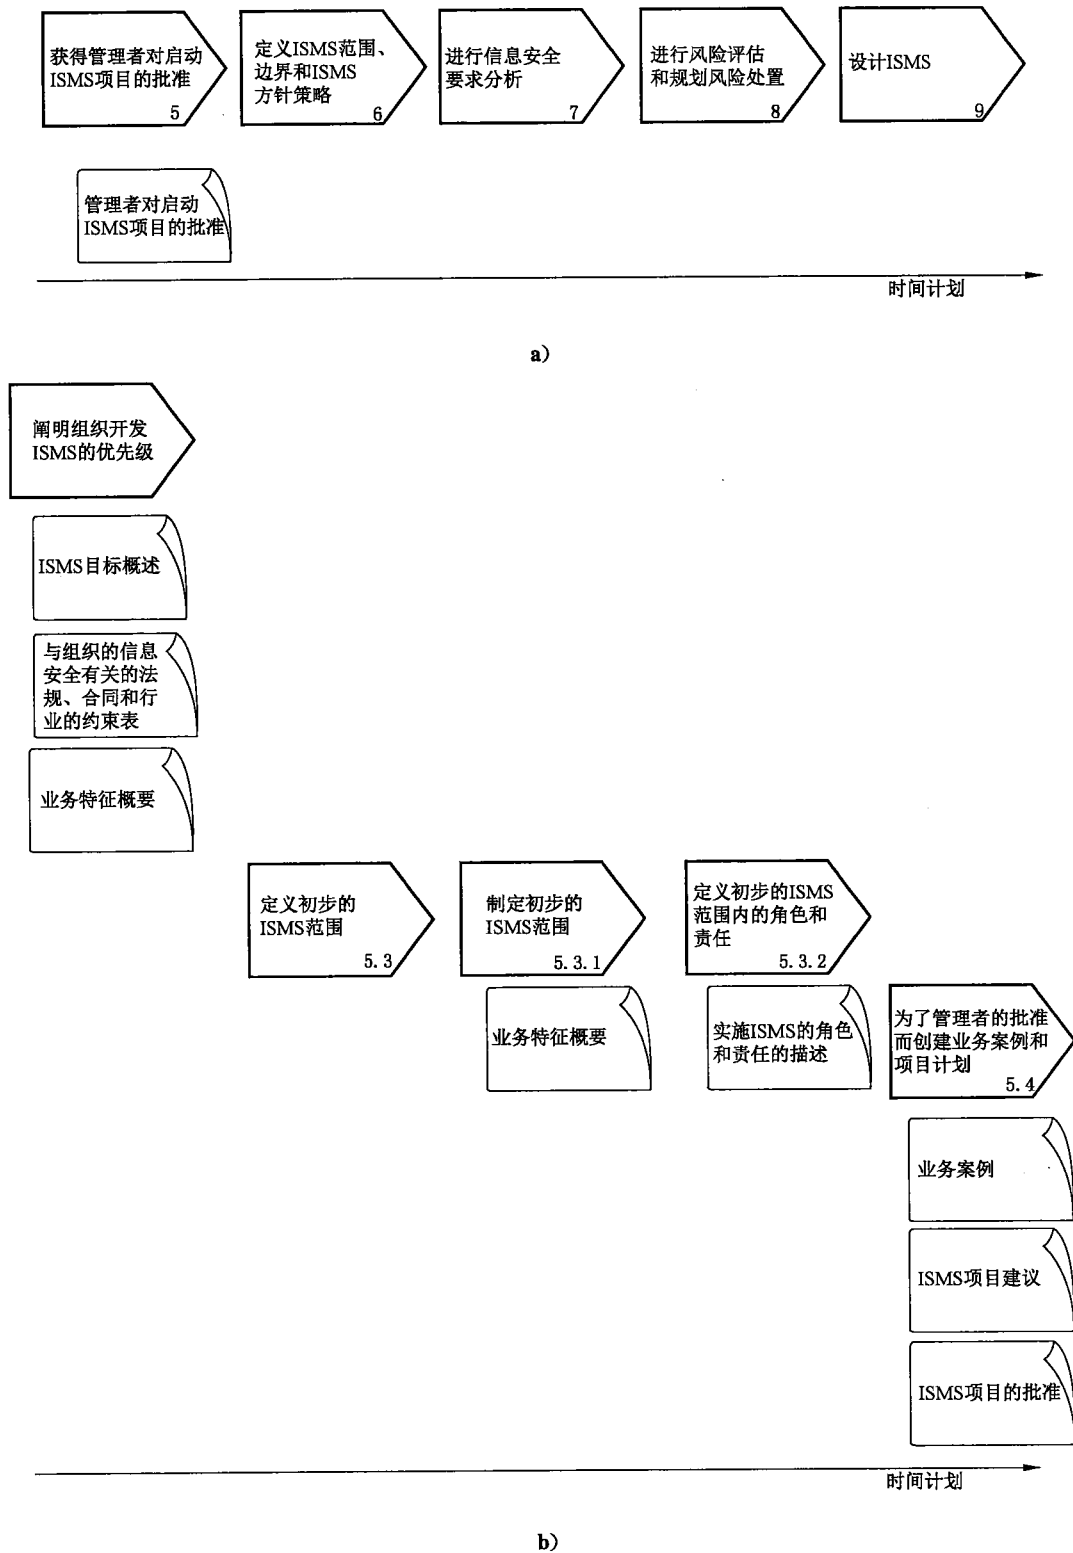 获得管理者对启动
ISMS项目的批准
5
定义ISMS范围、
边界和ISMS
方针策略
6
进行信息安全
要求分析
7
进行风险评估
和规划风险处置
8
设计ISMS
9
管理者对启动
ISMS项目的批准
时间计划
a)
阐明组织开发
ISMS的优先级
ISMS目标概述
与组织的信息
安全有关的法
规、合同和行
业的约束表
业务特征概要
定义初步的
ISMS范围
5.3
制定初步的
ISMS范围
5.3.1
定义初步的ISMS
范围内的角色和
责任
5.3.2
业务特征概要
实施ISMS的角色
和责任的描述
为了管理者的批准
而创建业务案例和
项目计划
5.4
业务案例
ISMS项目建议
ISMS项目的批准
时间计划
b)